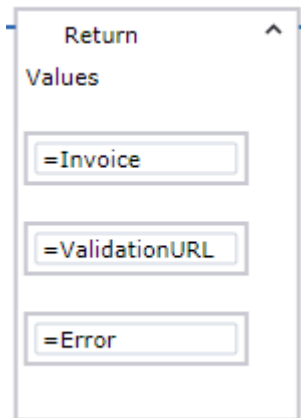 Return
Values
=Invoice
=ValidationURL
=Error